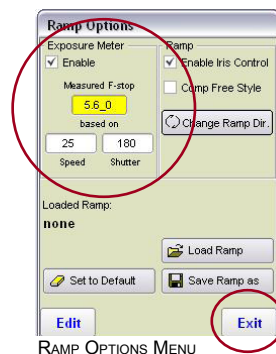 Ramp Options
Exposure Meter
Enable
Measured F-stop
5.6_0
based on
25 180
Speed Shutter
Ramp
Enable Iris Control
Comp Free Style
Change Ramp Dir.
Loaded Ramp:
none
Load Ramp
Set to Default
Save Ramp as
Edit
Exit
RAMP OPTIONS MENU